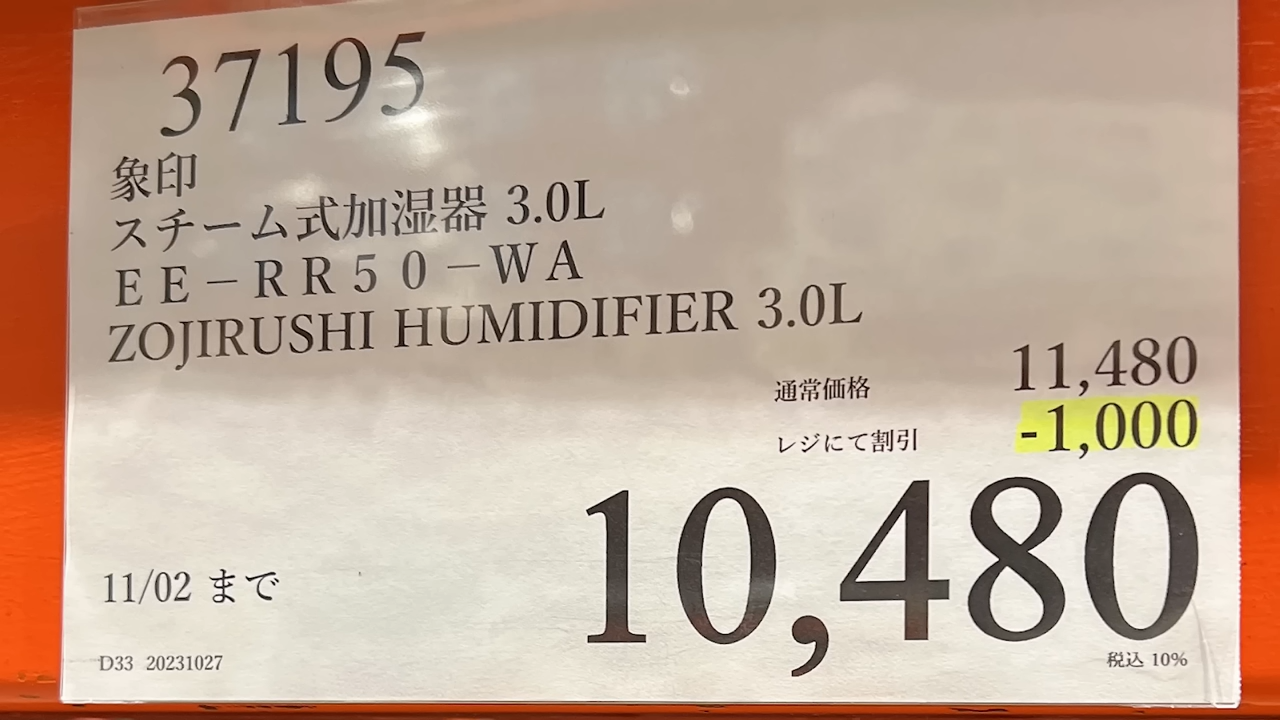 37195
象印
スチーム式加湿器 3.0L
ＥＥ－ＲＲ５０－ＷＡ
ZOJIRUSHI HUMIDIFIER 3.0L
通常価格 11,480
レジにて割引 -1,000
10,480
11/02 まで
税込 10%
D33 20231027